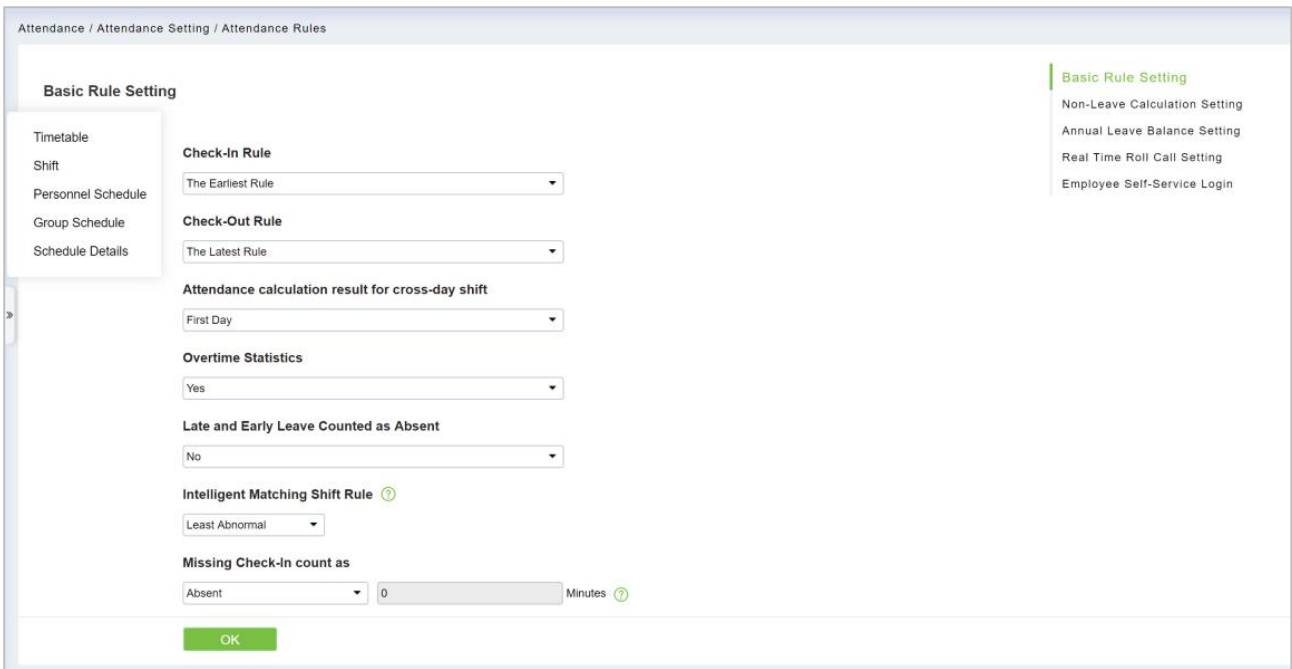 Attendance / Attendance Setting / Attendance Rules
Basic Rule Setting
Timetable
Shift
Personnel Schedule
Group Schedule
Schedule Details
»
Check-In Rule
The Earliest Rule
Check-Out Rule
The Latest Rule
Attendance calculation result for cross-day shift
First Day
Overtime Statistics
Yes
Late and Early Leave Counted as Absent
No
Intelligent Matching Shift Rule ?
Least Abnormal
Missing Check-In count as
Absent 0 Minutes ?
OK
Basic Rule Setting
Non-Leave Calculation Setting
Annual Leave Balance Setting
Real Time Roll Call Setting
Employee Self-Service Login